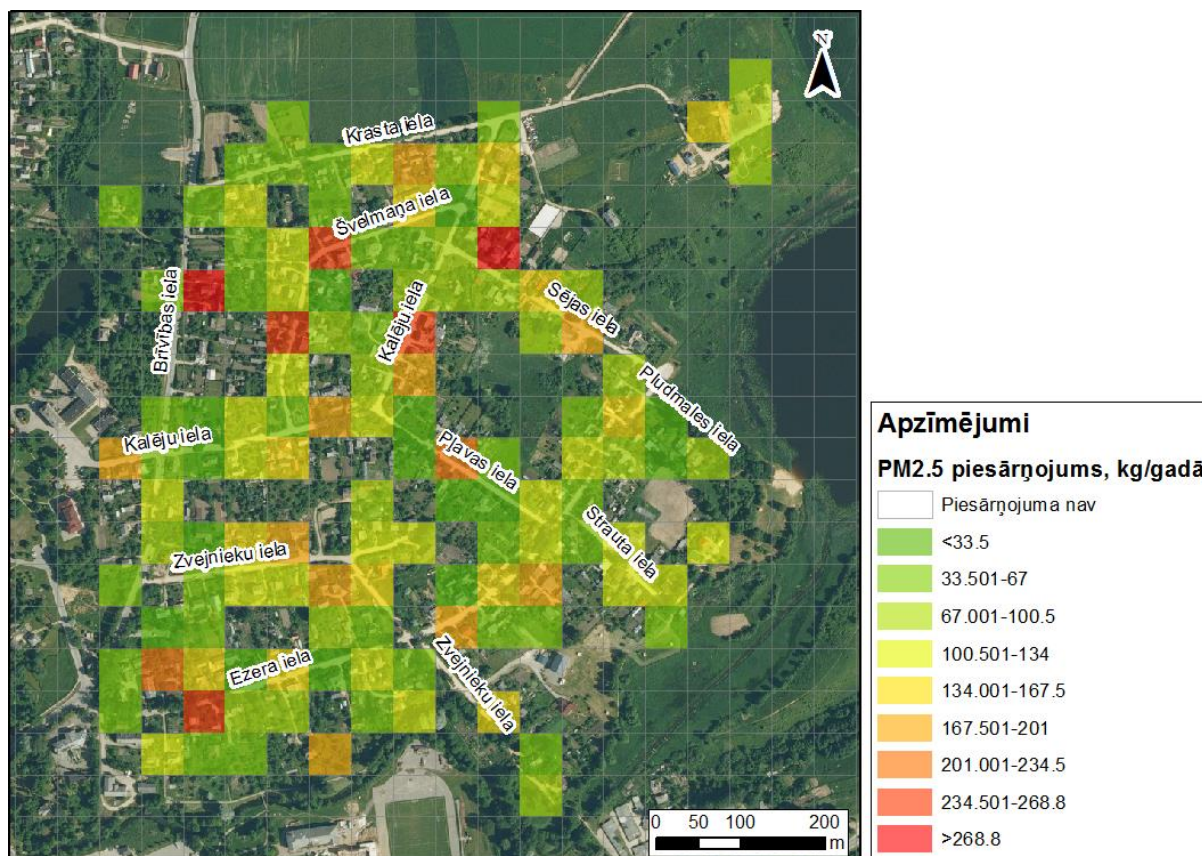 N
Krasta iela
Švelmaņa iela
Brīvības iela
Kalēju iela
Sējas iela
Pludmales iela
Kalēju iela
Pļavas iela
Strauta iela
Zvejnieku iela
Ezera iela
Zvejnieku iela
0 50 100 200
m
Apzīmējumi
PM2.5 piesārņojums, kg/gadā
Piesārņojuma nav
<33.5
33.501-67
67.001-100.5
100.501-134
134.001-167.5
167.501-201
201.001-234.5
234.501-268.8
>268.8